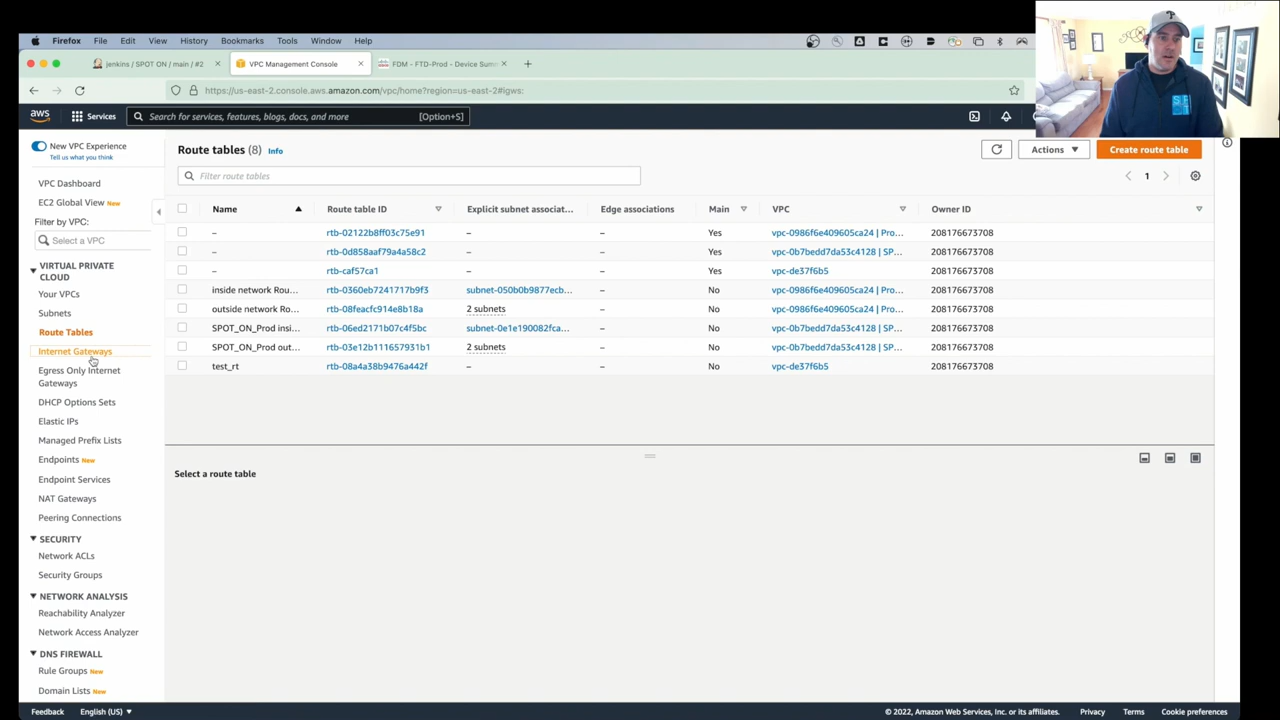 Firefox File Edit View History Bookmarks Tools Window Help
jenkins / SPOT ON / main / #2 × VPC Management Console × FDM - FTD-Prod - Device Summ × +
https://us-east-2.console.aws.amazon.com/vpc/home?region=us-east-2#igws:
aws Services Search for services, features, blogs, docs, and more [Option+S]
New VPC Experience
Tell us what you think
VPC Dashboard
EC2 Global View New
Filter by VPC:
Select a VPC
VIRTUAL PRIVATE
CLOUD
Your VPCs
Subnets
Route Tables
Internet Gateways
Egress Only Internet
Gateways
DHCP Options Sets
Elastic IPs
Managed Prefix Lists
Endpoints New
Endpoint Services
NAT Gateways
Peering Connections
SECURITY
Network ACLs
Security Groups
NETWORK ANALYSIS
Reachability Analyzer
Network Access Analyzer
DNS FIREWALL
Rule Groups New
Domain Lists New
Route tables (8) Info Actions Create route table
Filter route tables 1
Name Route table ID Explicit subnet associat... Edge associations Main VPC Owner ID
– rtb-02122b8ff03c75e91 – – Yes vpc-0986f6e409605ca24 | Pro... 208176673708
– rtb-0d858aaf79a4a58c2 – – Yes vpc-0b7bedd7da53c4128 | SP... 208176673708
– rtb-caf57ca1 – – Yes vpc-de37f6b5 208176673708
inside network Rou... rtb-0360eb7241717b9f3 subnet-050b0b9877ecb... – No vpc-0986f6e409605ca24 | Pro... 208176673708
outside network Ro... rtb-08feacfc914e8b18a 2 subnets – No vpc-0986f6e409605ca24 | Pro... 208176673708
SPOT_ON_Prod insi... rtb-06ed2171b07c4f5bc subnet-0e1e190082fca... – No vpc-0b7bedd7da53c4128 | SP... 208176673708
SPOT_ON_Prod out... rtb-03e12b111657931b1 2 subnets – No vpc-0b7bedd7da53c4128 | SP... 208176673708
test_rt rtb-08a4a38b9476a442f – – No vpc-de37f6b5 208176673708
Select a route table
Feedback English (US) © 2022, Amazon Web Services, Inc. or its affiliates. Privacy Terms Cookie preferences